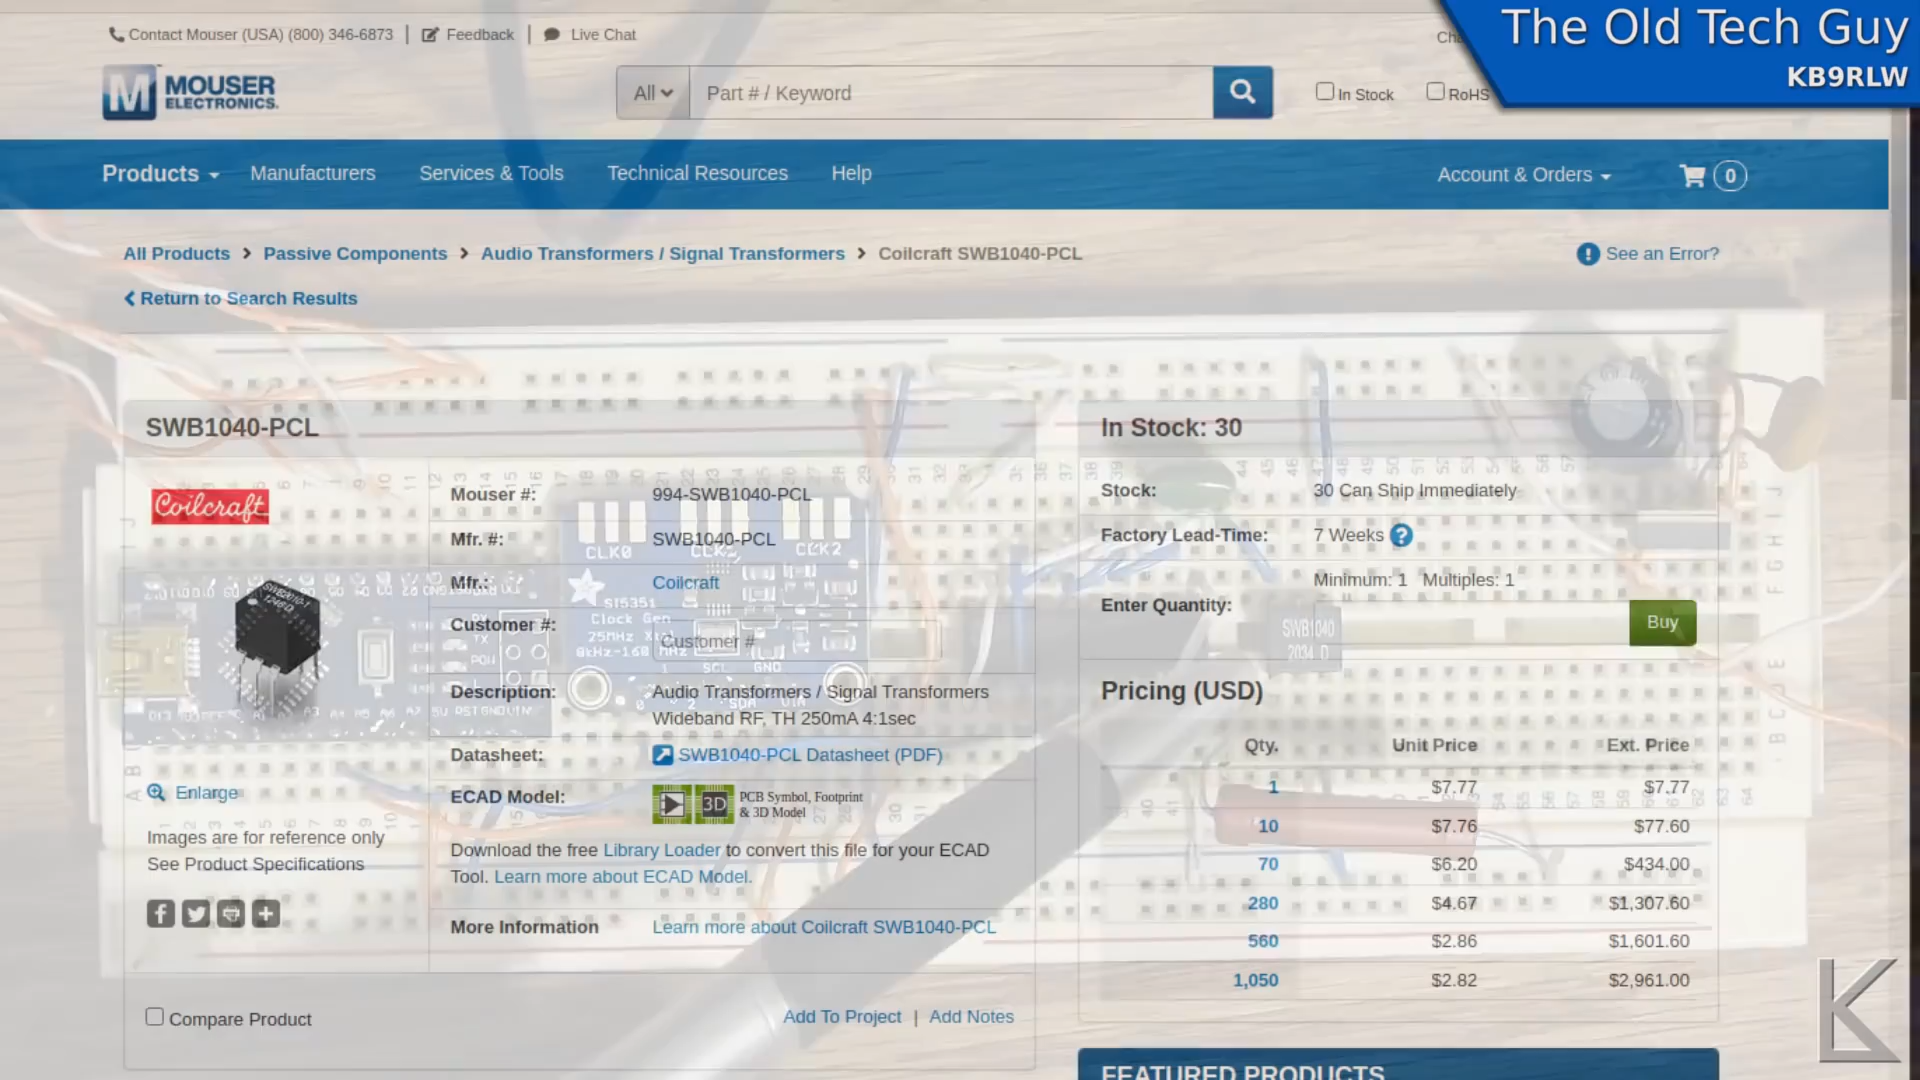 The Old Tech Guy
KB9RLW
Contact Mouser (USA) (800) 346-6873 | Feedback | Live Chat
MOUSER
ELECTRONICS.
All
Part # / Keyword
In Stock
RoHS
Products
Manufacturers
Services & Tools
Technical Resources
Help
Account & Orders
0
All Products > Passive Components > Audio Transformers / Signal Transformers > Coilcraft SWB1040-PCL
See an Error?
Return to Search Results
SWB1040-PCL
Coilcraft
Mouser #: 994-SWB1040-PCL
Mfr. #: SWB1040-PCL
Mfr.: Coilcraft
Customer #: Customer #
Description: Audio Transformers / Signal Transformers
Wideband RF, TH 250mA 4:1sec
Datasheet: SWB1040-PCL Datasheet (PDF)
ECAD Model: 3D PCB Symbol, Footprint
& 3D Model
Download the free Library Loader to convert this file for your ECAD
Tool. Learn more about ECAD Model.
More Information Learn more about Coilcraft SWB1040-PCL
Enlarge
Images are for reference only
See Product Specifications
Compare Product
Add To Project | Add Notes
In Stock: 30
Stock: 30 Can Ship Immediately
Factory Lead-Time: 7 Weeks ?
Minimum: 1 Multiples: 1
Enter Quantity:
Buy
Pricing (USD)
Qty. Unit Price Ext. Price
1 $7.77 $7.77
10 $7.76 $77.60
70 $6.20 $434.00
280 $4.67 $1,307.60
560 $2.86 $1,601.60
1,050 $2.82 $2,961.00
FEATURED PRODUCTS
CLK0
CLK2
Si5351
Clock Gen
SWB1040
2034 D
K